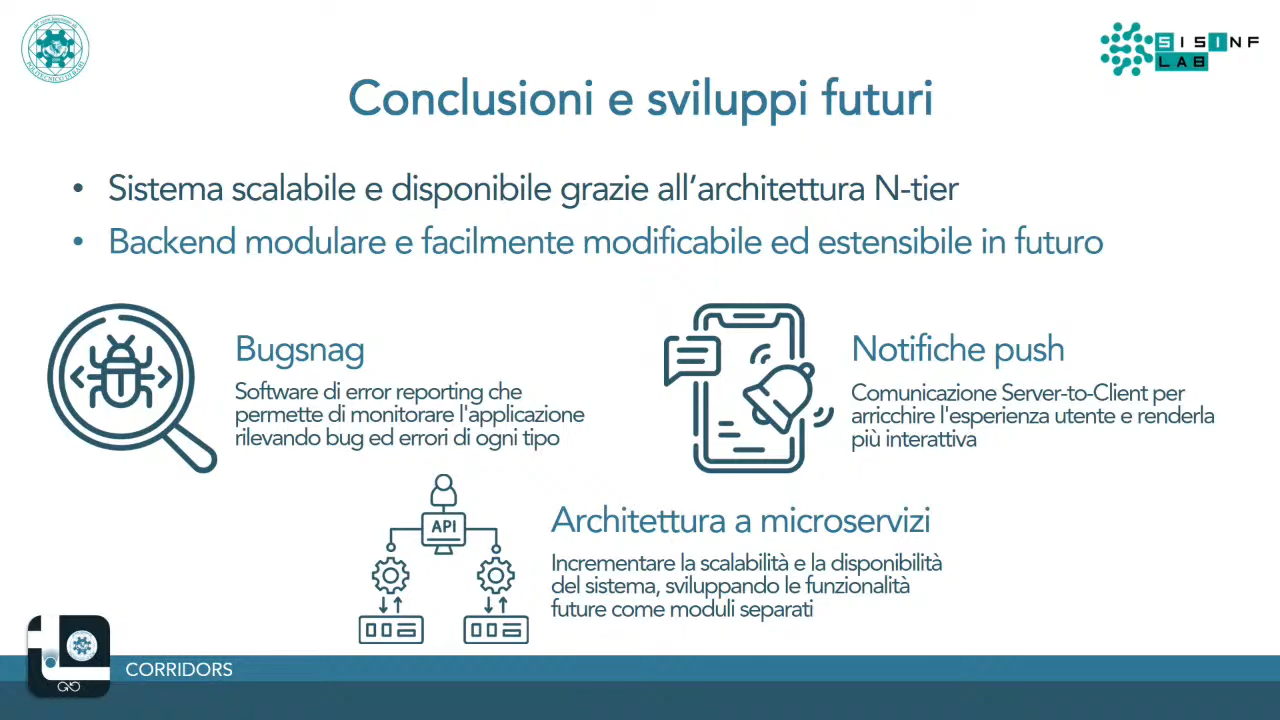 SISINF
LAB
POLITECNICO DI BARI
Conclusioni e sviluppi futuri
• Sistema scalabile e disponibile grazie all’architettura N-tier
• Backend modulare e facilmente modificabile ed estensibile in futuro
Bugsnag
Software di error reporting che
permette di monitorare l'applicazione
rilevando bug ed errori di ogni tipo
Notifiche push
Comunicazione Server-to-Client per
arricchire l'esperienza utente e renderla
più interattiva
API
Architettura a microservizi
Incrementare la scalabilità e la disponibilità
del sistema, sviluppando le funzionalità
future come moduli separati
CORRIDORS